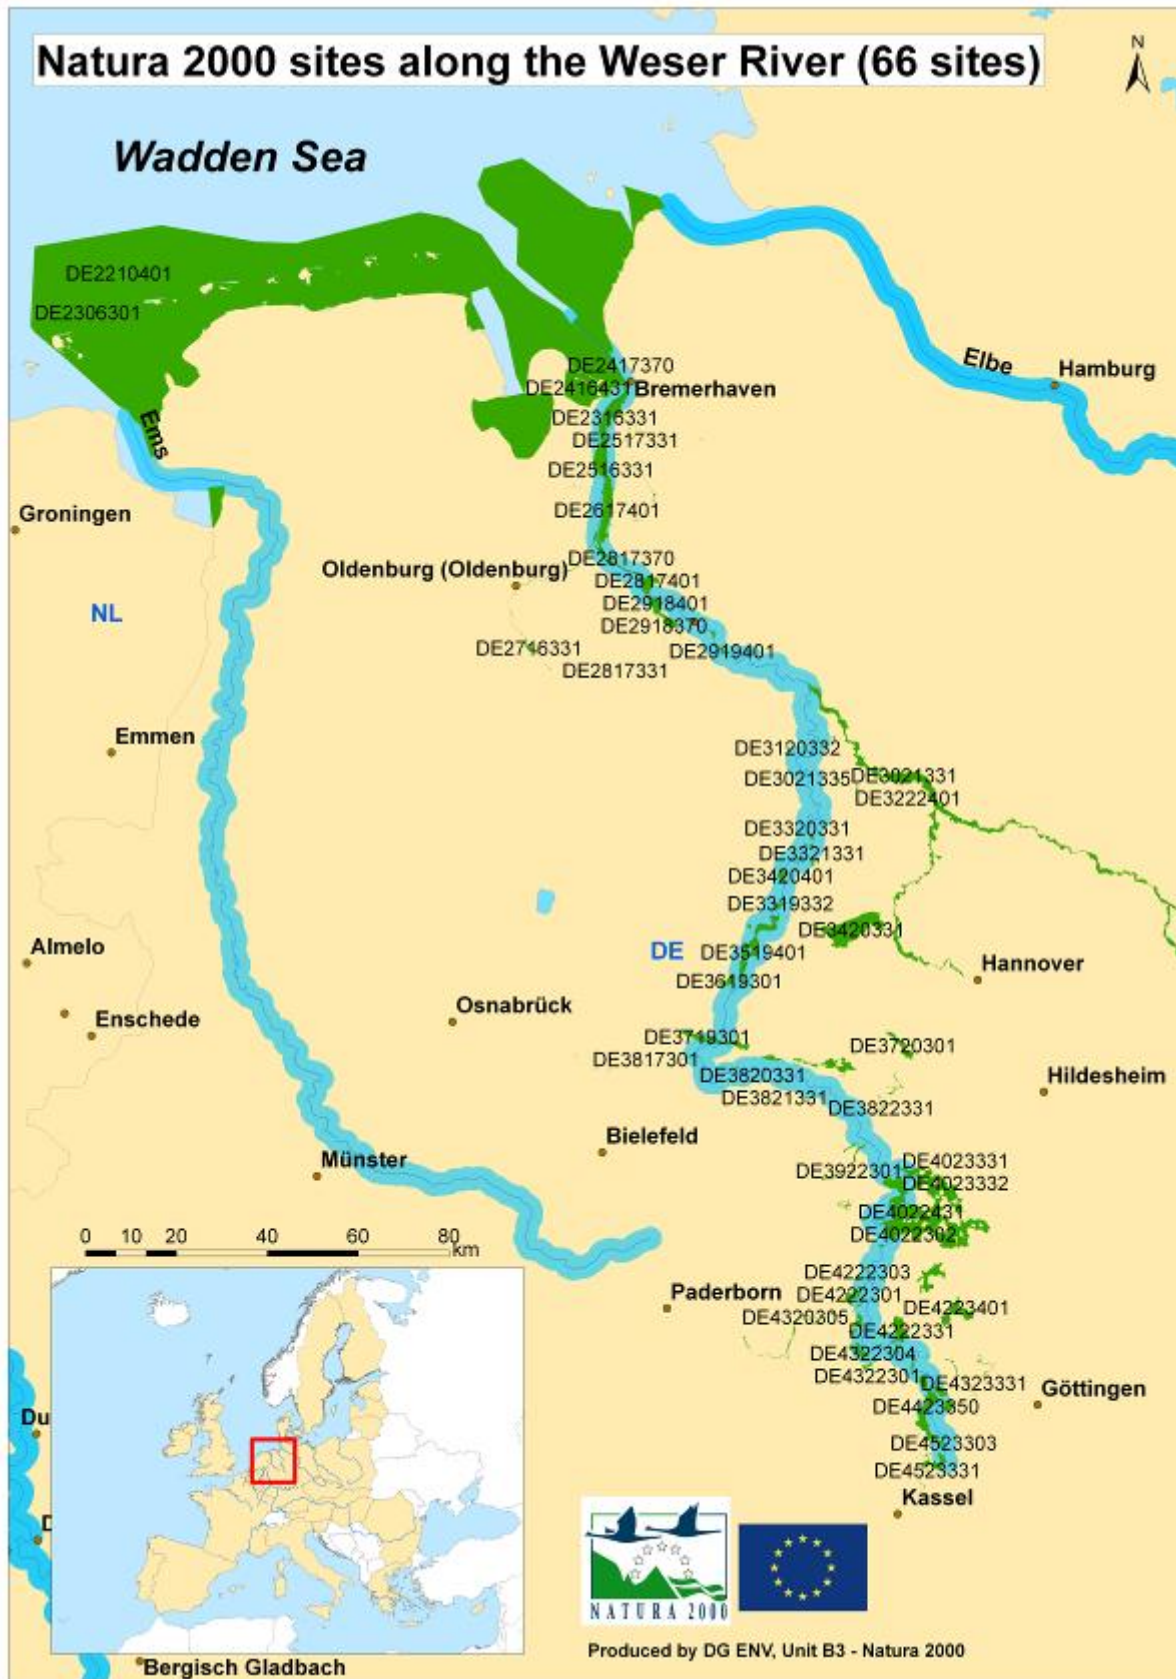 Natura 2000 sites along the Weser River (66 sites)
N
Wadden Sea
DE2210401
DE2306301
Elbe
Hamburg
DE2417370
DE2416431
Bremerhaven
DE2316331
Ems
DE2517331
DE2516331
Groningen
DE2617401
DE2817370
Oldenburg (Oldenburg)
DE2817401
DE2918401
NL
DE2918370
DE2716331
DE2919401
DE2817331
Emmen
DE3120332
DE3021335
DE3021331
DE3222401
DE3320331
DE3321331
DE3420401
DE3319332
DE3420331
Almelo
DE
DE3519401
Hannover
DE3619301
Osnabrück
Enschede
DE3719301
DE3720301
DE3817301
DE3820331
Hildesheim
DE3821331
DE3822331
Bielefeld
Münster
DE3922301
DE4023331
DE4023332
DE4022431
DE4022302
0 10 20 40 60 80
km
DE4222303
Paderborn
DE4222301
DE4223401
DE4320305
DE4222331
DE4322304
DE4322301
DE4323331
Göttingen
DE4423350
Du
DE4523303
DE4523331
Kassel
D
NATURA 2000
Produced by DG ENV, Unit B3 - Natura 2000
Bergisch Gladbach